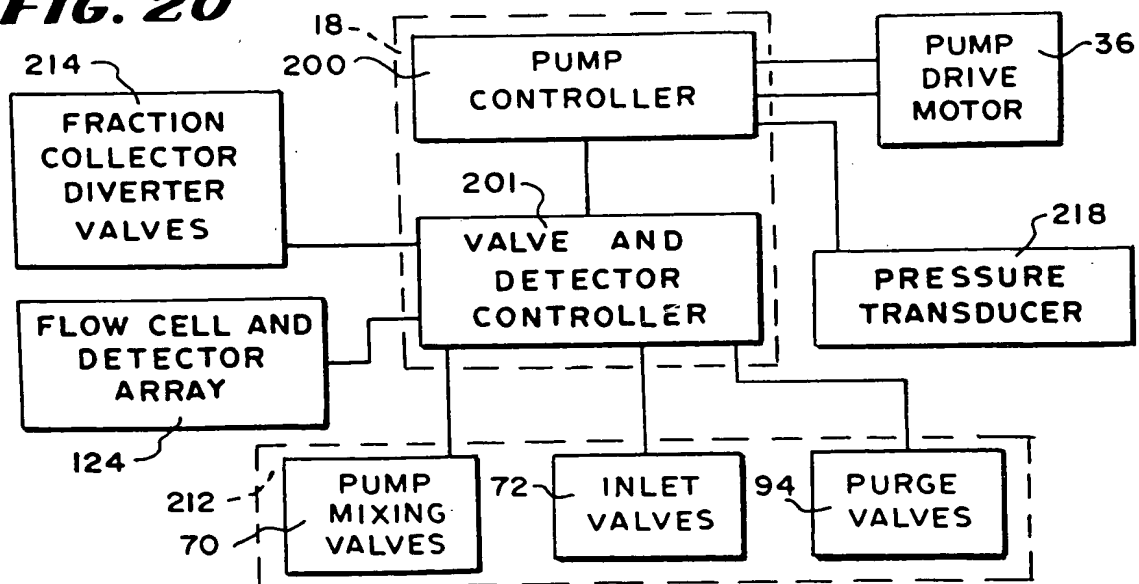 FIG. 20
18
214
200
PUMP
CONTROLLER
PUMP
DRIVE
MOTOR
36
FRACTION
COLLECTOR
DIVERTER
VALVES
201
VALVE AND
DETECTOR
CONTROLLER
218
PRESSURE
TRANSDUCER
FLOW CELL AND
DETECTOR
ARRAY
124
212
70
PUMP
MIXING
VALVES
72
INLET
VALVES
94
PURGE
VALVES